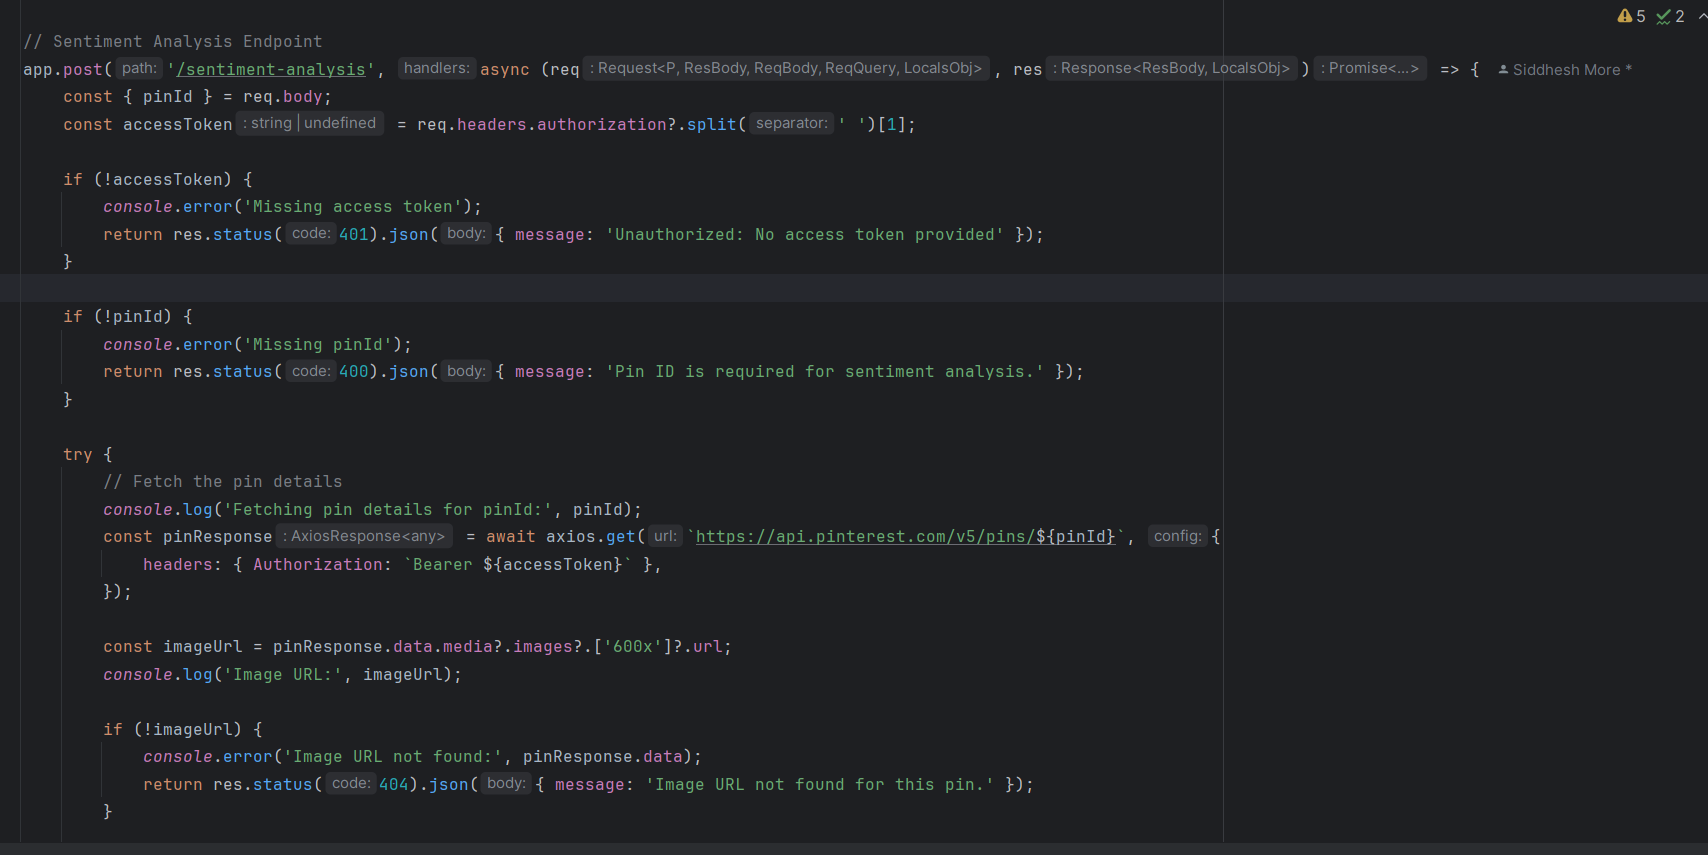 5 2
// Sentiment Analysis Endpoint
app.post( path: '/sentiment-analysis', handlers: async (req : Request<P, ResBody, ReqBody, ReqQuery, LocalsObj> , res : Response<ResBody, LocalsObj> ) : Promise<...> => { Siddhesh More *
    const { pinId } = req.body;
    const accessToken : string | undefined = req.headers.authorization?.split( separator: ' ')[1];
    if (!accessToken) {
        console.error('Missing access token');
        return res.status( code: 401).json( body: { message: 'Unauthorized: No access token provided' });
    }
    if (!pinId) {
        console.error('Missing pinId');
        return res.status( code: 400).json( body: { message: 'Pin ID is required for sentiment analysis.' });
    }
    try {
        // Fetch the pin details
        console.log('Fetching pin details for pinId:', pinId);
        const pinResponse : AxiosResponse<any> = await axios.get( url: `https://api.pinterest.com/v5/pins/${pinId}`, config: {
            headers: { Authorization: `Bearer ${accessToken}` },
        });
        const imageUrl = pinResponse.data.media?.images?.['600x']?.url;
        console.log('Image URL:', imageUrl);
        if (!imageUrl) {
            console.error('Image URL not found:', pinResponse.data);
            return res.status( code: 404).json( body: { message: 'Image URL not found for this pin.' });
        }